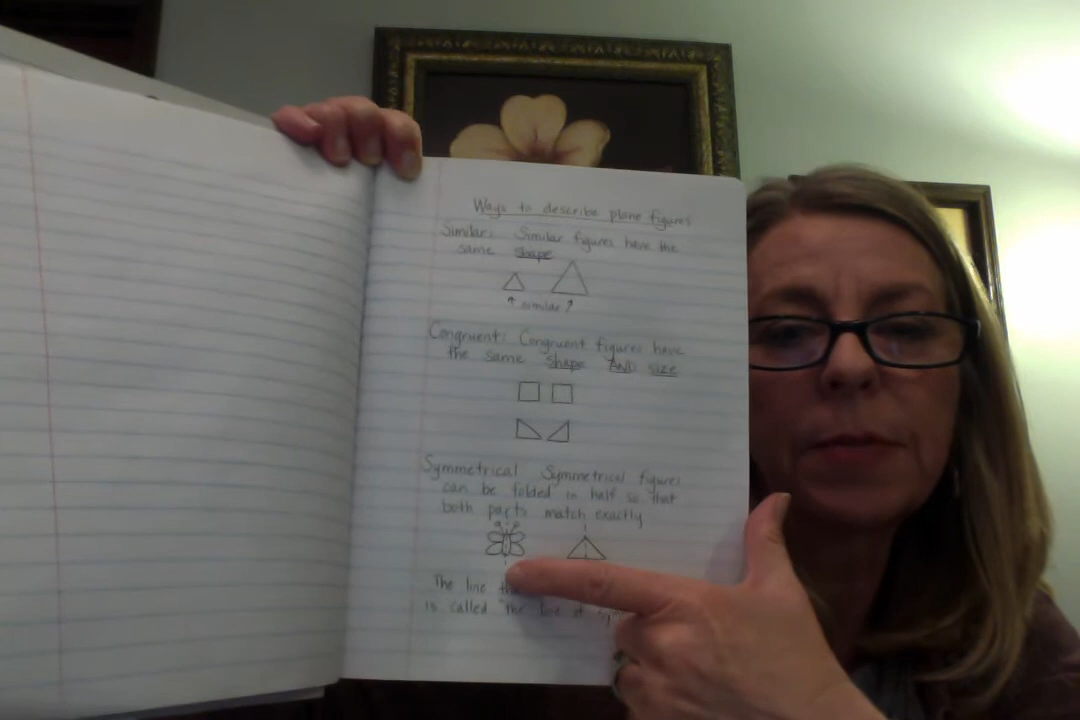 Ways to describe plane figures
Similar: Similar figures have the
same shape
similar
Congruent: Congruent figures have
the same shape AND size
Symmetrical Symmetrical figures
can be folded in half so that
both parts match exactly
The line
is called "the line of